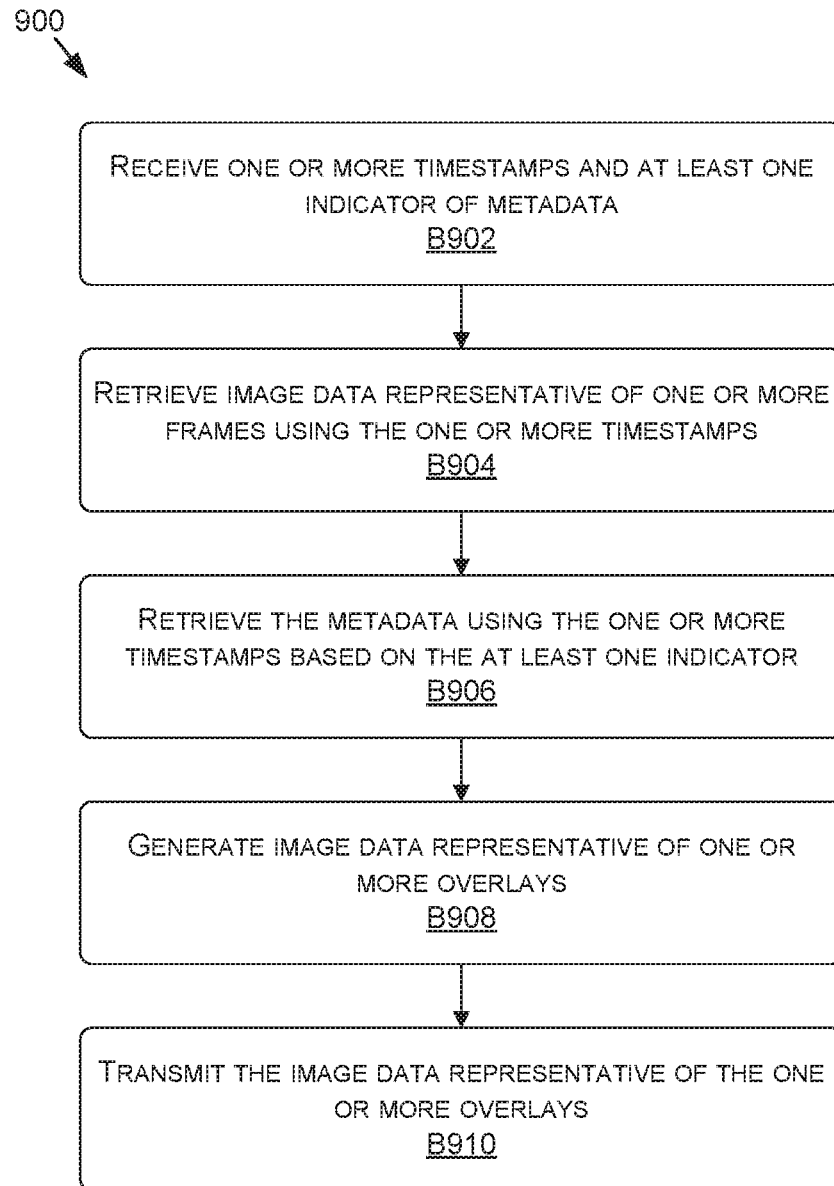 900
RECEIVE ONE OR MORE TIMESTAMPS AND AT LEAST ONE
INDICATOR OF METADATA
B902
RETRIEVE IMAGE DATA REPRESENTATIVE OF ONE OR MORE
FRAMES USING THE ONE OR MORE TIMESTAMPS
B904
RETRIEVE THE METADATA USING THE ONE OR MORE
TIMESTAMPS BASED ON THE AT LEAST ONE INDICATOR
B906
GENERATE IMAGE DATA REPRESENTATIVE OF ONE OR
MORE OVERLAYS
B908
TRANSMIT THE IMAGE DATA REPRESENTATIVE OF THE ONE
OR MORE OVERLAYS
B910